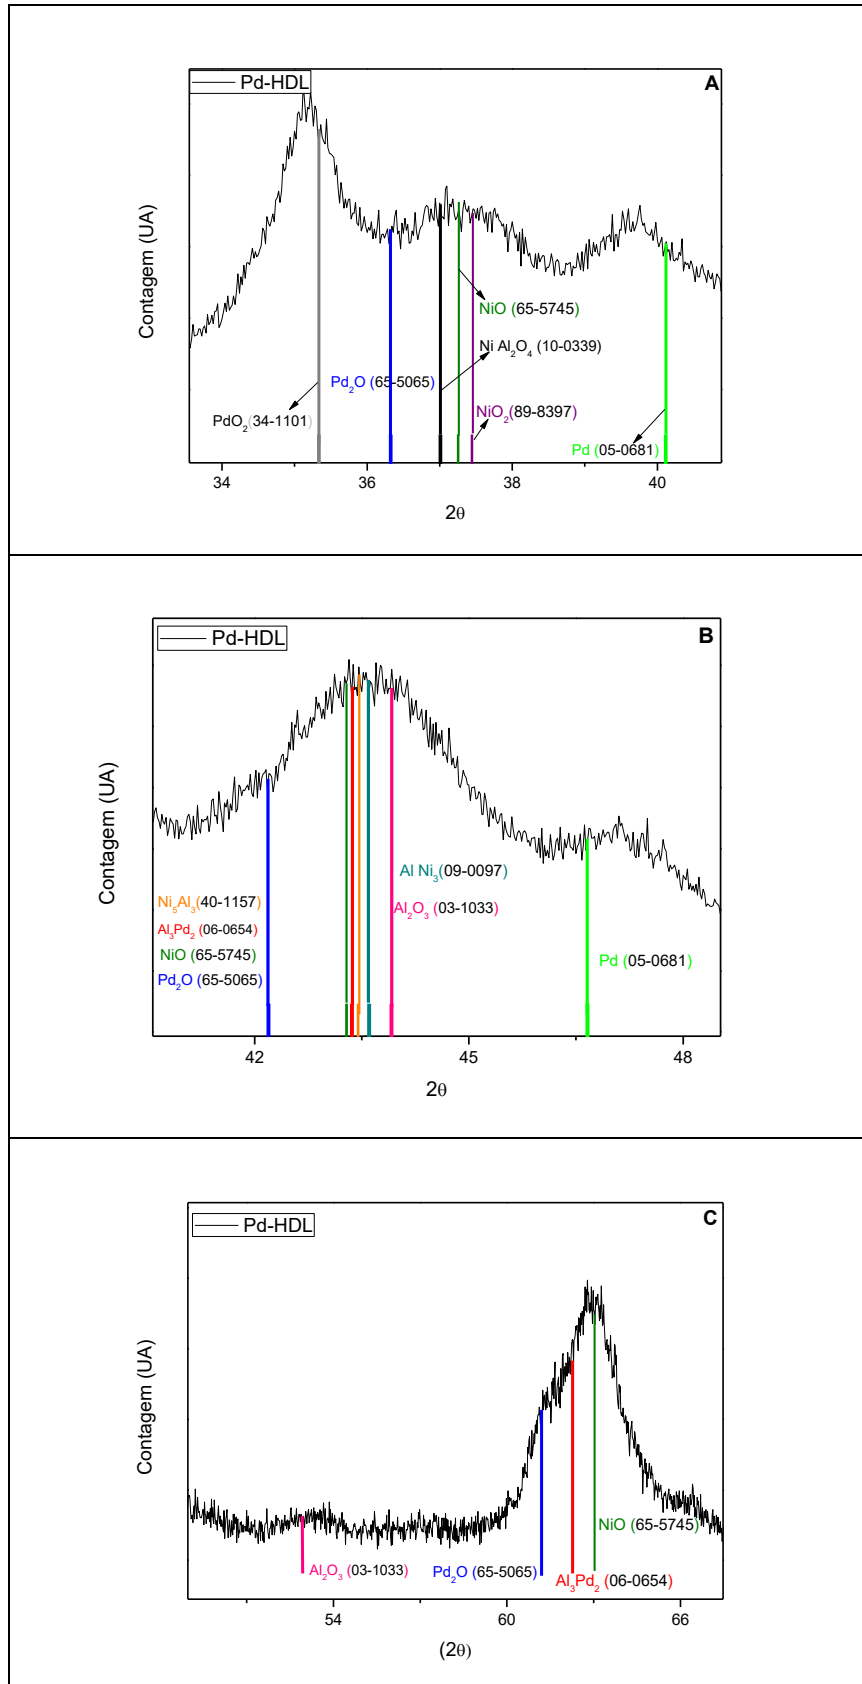 Pd-HDL
A
Contagem (UA)
NiO (65-5745)
Ni Al₂O₄ (10-0339)
Pd₂O (65-5065)
PdO₂(34-1101)
NiO₂(89-8397)
Pd (05-0681)
34 36 38 40
2θ
Pd-HDL
B
Contagem (UA)
Al Ni₃(09-0097)
Ni₅Al₃(40-1157)
Al₂O₃ (03-1033)
Al₃Pd₂ (06-0654)
NiO (65-5745)
Pd (05-0681)
Pd₂O (65-5065)
42 45 48
2θ
Pd-HDL
C
Contagem (UA)
NiO (65-5745)
Al₂O₃ (03-1033)
Pd₂O (65-5065)
Al₃Pd₂ (06-0654)
54 60 66
(2θ)